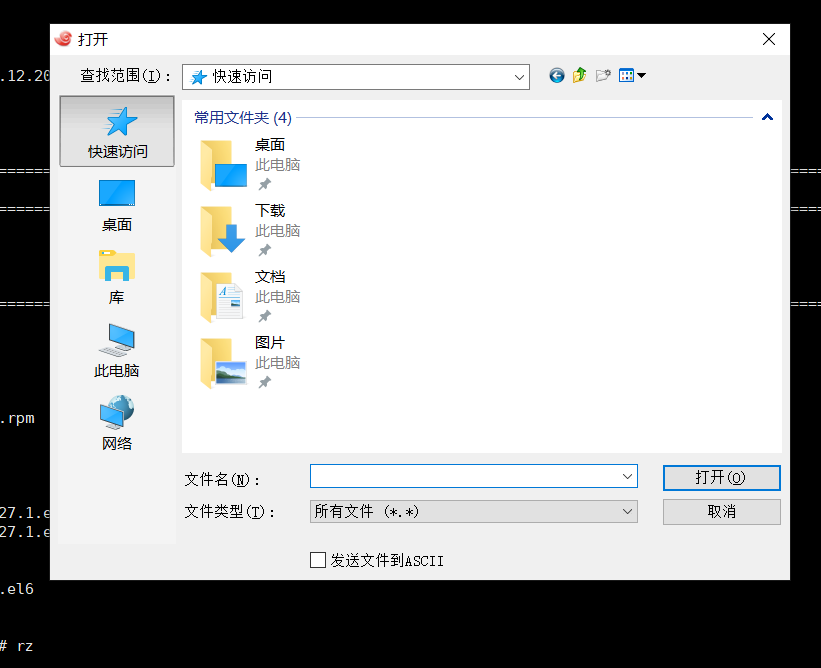 打开
.12.20
查找范围(I)：
快速访问
常用文件夹 (4)
快速访问
桌面
此电脑
下载
此电脑
文档
此电脑
图片
此电脑
桌面
库
此电脑
网络
=====
=====
=====
.rpm
文件名(N)：
打开(O)
27.1.e
文件类型(T)：
所有文件 (*.*)
取消
27.1.e
发送文件到ASCII
.el6
# rz